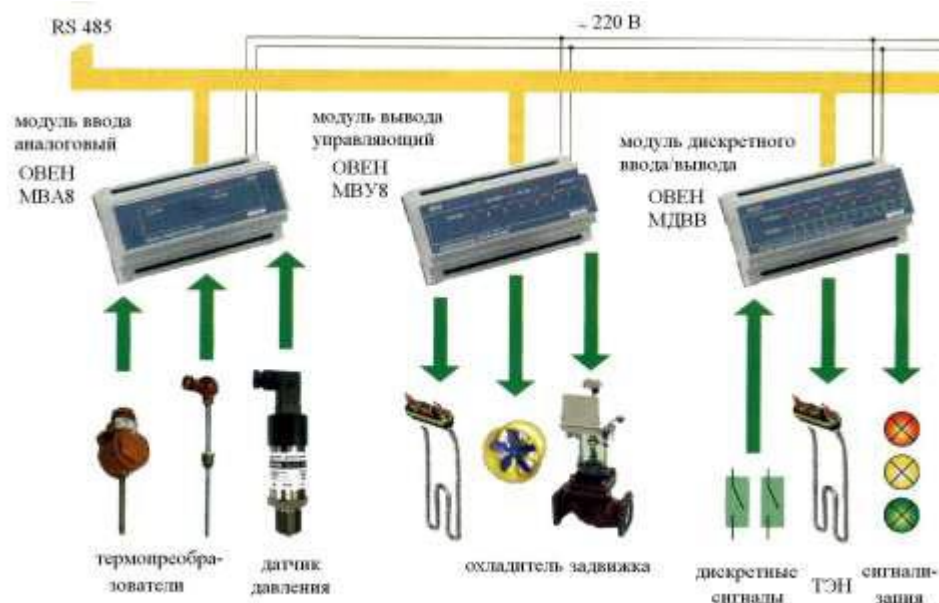 RS 485
~ 220 В
модуль ввода
аналоговый
ОВЕН
МВА8
модуль вывода
управляющий
ОВЕН
МВУ8
модуль дискретного
ввода/вывода
ОВЕН
МДВВ
термопреобра-
зователи
датчик
давления
охладитель задвижка
дискретные
сигналы
ТЭН
сигнали-
зация